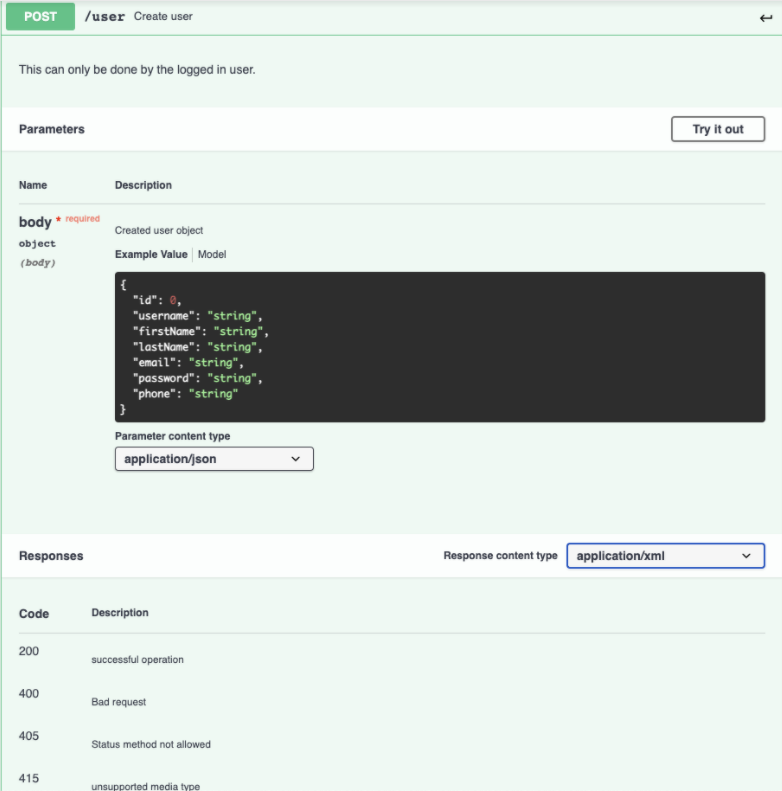 POST /user Create user
This can only be done by the logged in user.
Parameters Try it out
Name Description
body * required
object
(body)
Created user object
Example Value Model
{
"id": 0,
"username": "string",
"firstName": "string",
"lastName": "string",
"email": "string",
"password": "string",
"phone": "string"
}
Parameter content type
application/json
Responses Response content type application/xml
Code Description
200 successful operation
400 Bad request
405 Status method not allowed
415 unsupported media type